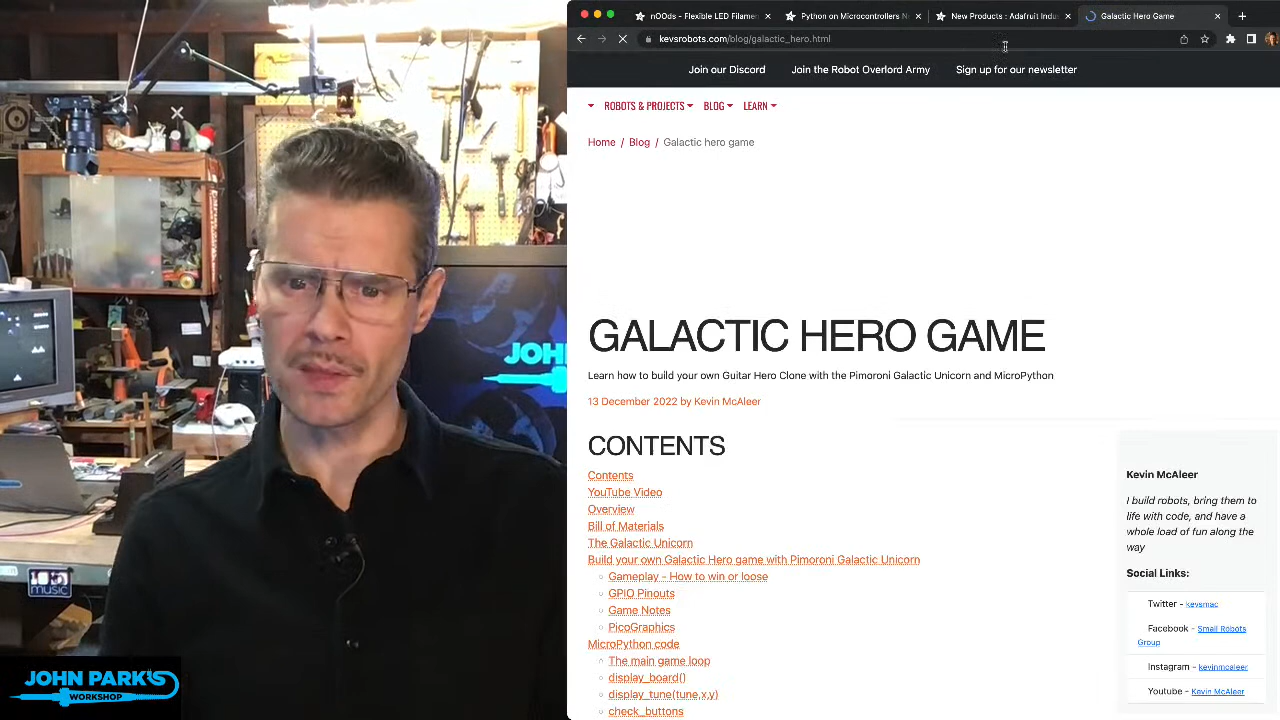 nOOds - Flexible LED Filamen
Python on Microcontrollers N
New Products : Adafruit Indu
Galactic Hero Game
kevsrobots.com/blog/galactic_hero.html
Join our Discord
Join the Robot Overlord Army
Sign up for our newsletter
ROBOTS & PROJECTS
BLOG
LEARN
Home / Blog / Galactic hero game
GALACTIC HERO GAME
Learn how to build your own Guitar Hero Clone with the Pimoroni Galactic Unicorn and MicroPython
13 December 2022 by Kevin McAleer
CONTENTS
Contents
YouTube Video
Overview
Bill of Materials
The Galactic Unicorn
Build your own Galactic Hero game with Pimoroni Galactic Unicorn
Gameplay - How to win or loose
GPIO Pinouts
Game Notes
PicoGraphics
MicroPython code
The main game loop
display_board()
display_tune(tune,x,y)
check_buttons
Kevin McAleer
I build robots, bring them to
life with code, and have a
whole load of fun along the
way
Social Links:
Twitter - kevsmac
Facebook - Small Robots
Group
Instagram - kevinmcaleer
Youtube - Kevin McAleer
JOHN
music
JOHN PARK'S
WORKSHOP